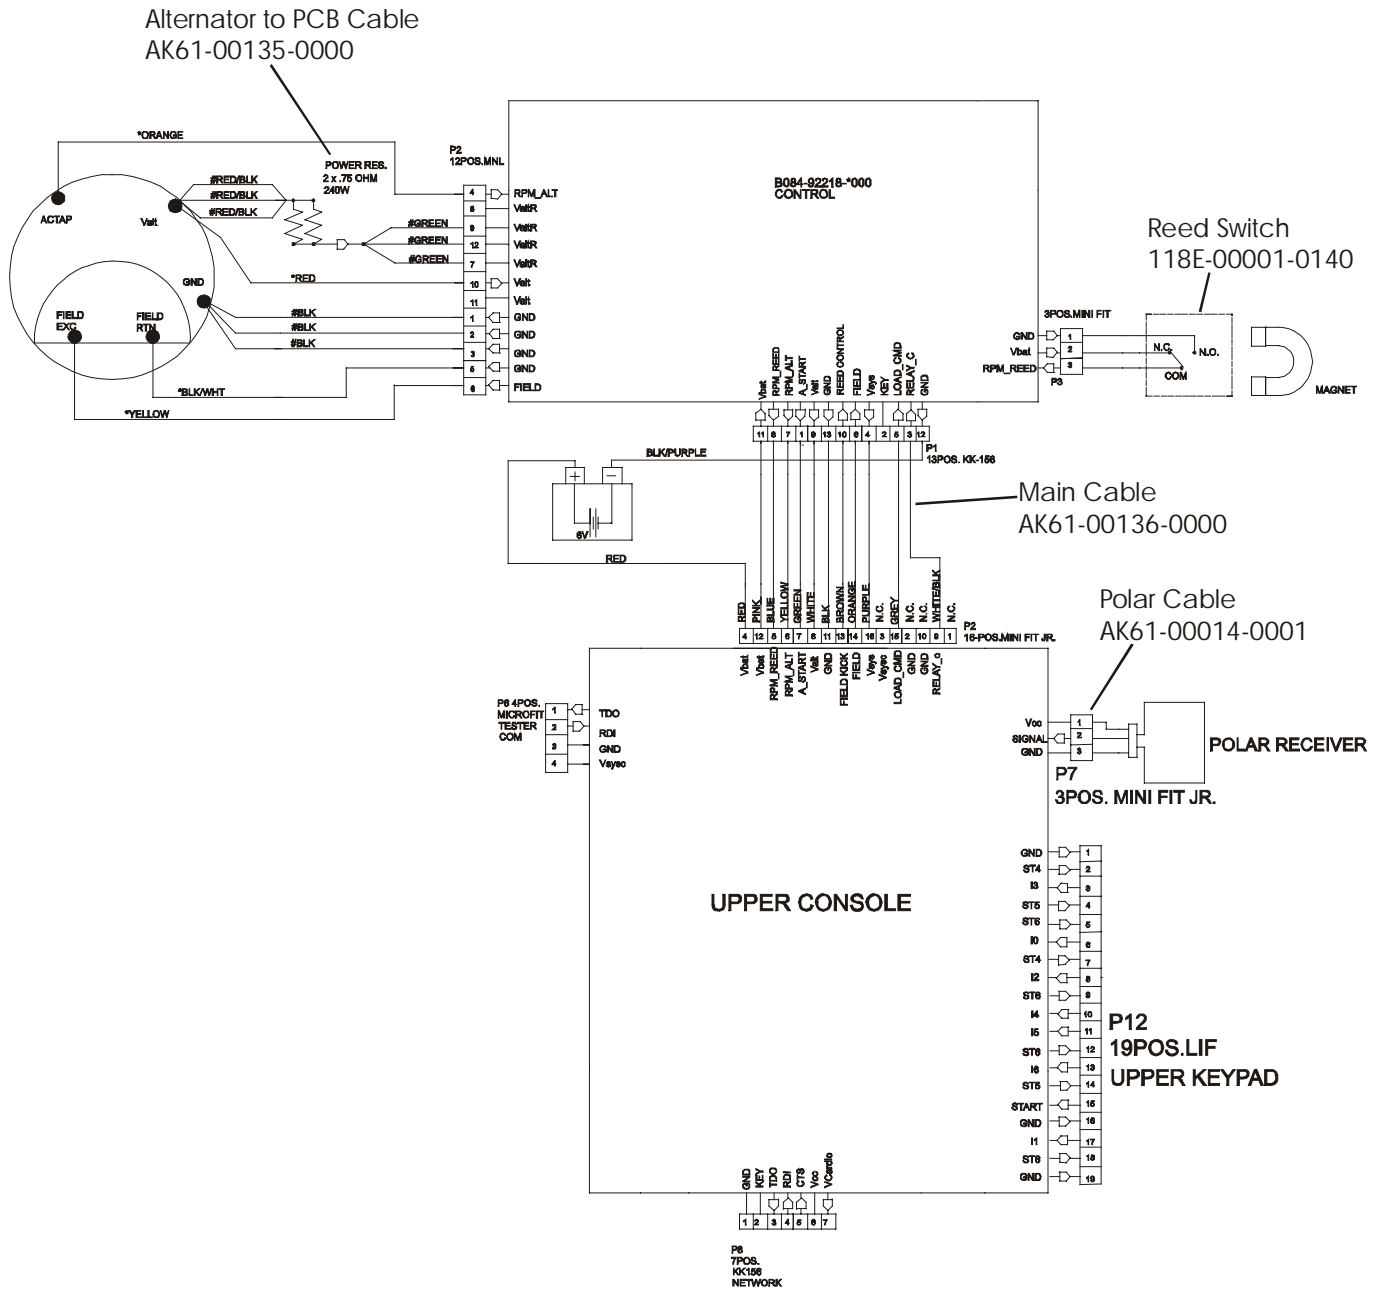 Alternator to PCB Cable
AK61-00135-0000
*ORANGE
POWER RES.
2 x .75 OHM
240W
#RED/BLK
#RED/BLK
#RED/BLK
ACTAP
Valt
GND
FIELD
EXC
FIELD
RTN
#GREEN
#GREEN
#GREEN
*RED
#BLK
#BLK
#BLK
*BLK/WHT
*YELLOW
P2
12POS.MNL
4 RPM_ALT
8 ValtR
9 ValtR
12 ValtR
7 ValtR
10 Valt
11 Valt
1 GND
2 GND
3 GND
5 GND
6 FIELD
B084-92218-*000
CONTROL
Reed Switch
118E-00001-0140
3POS.MINI FIT
GND 1
Vbat 2
RPM_REED 3
P3
N.C.
N.O.
COM
MAGNET
Vbat
RPM_REED
RPM_ALT
A_START
Valt
GND
REED CONTROL
FIELD
Vsys
KEY
LOAD_CMD
RELAY_C
GND
11 8 7 1 9 13 10 6 4 2 5 3 12
P1
13POS. KK-156
BLK/PURPLE
+
−
6V
RED
Main Cable
AK61-00136-0000
RED
PINK
BLUE
YELLOW
GREEN
WHITE
BLK
BROWN
ORANGE
PURPLE
N.C.
GREY
N.C.
N.C.
WHITE/BLK
N.C.
4 12 5 6 7 8 11 13 14 16 3 15 2 10 9 1
P2
16-POS.MINI FIT JR.
Vbat
Vbat
RPM_REED
RPM_ALT
A_START
Valt
GND
FIELD KICK
FIELD
Vsys
Vsysc
LOAD_CMD
GND
GND
RELAY_c
Polar Cable
AK61-00014-0001
P6 4POS.
MICROFIT
TESTER
COM
1 TDO
2 RDI
3 GND
4 Vsysc
Vcc 1
SIGNAL 2
GND 3
P7
3POS. MINI FIT JR.
POLAR RECEIVER
UPPER CONSOLE
GND 1
ST4 2
I3 3
ST5 4
ST6 5
I0 6
ST4 7
I2 8
ST6 9
I4 10
I5 11
ST6 12
I6 13
ST5 14
START 15
GND 16
I1 17
ST6 18
GND 19
P12
19POS.LIF
UPPER KEYPAD
GND
KEY
TDO
RDI
CTS
Vcc
VCardio
1 2 3 4 5 6 7
P6
7POS.
KK156
NETWORK